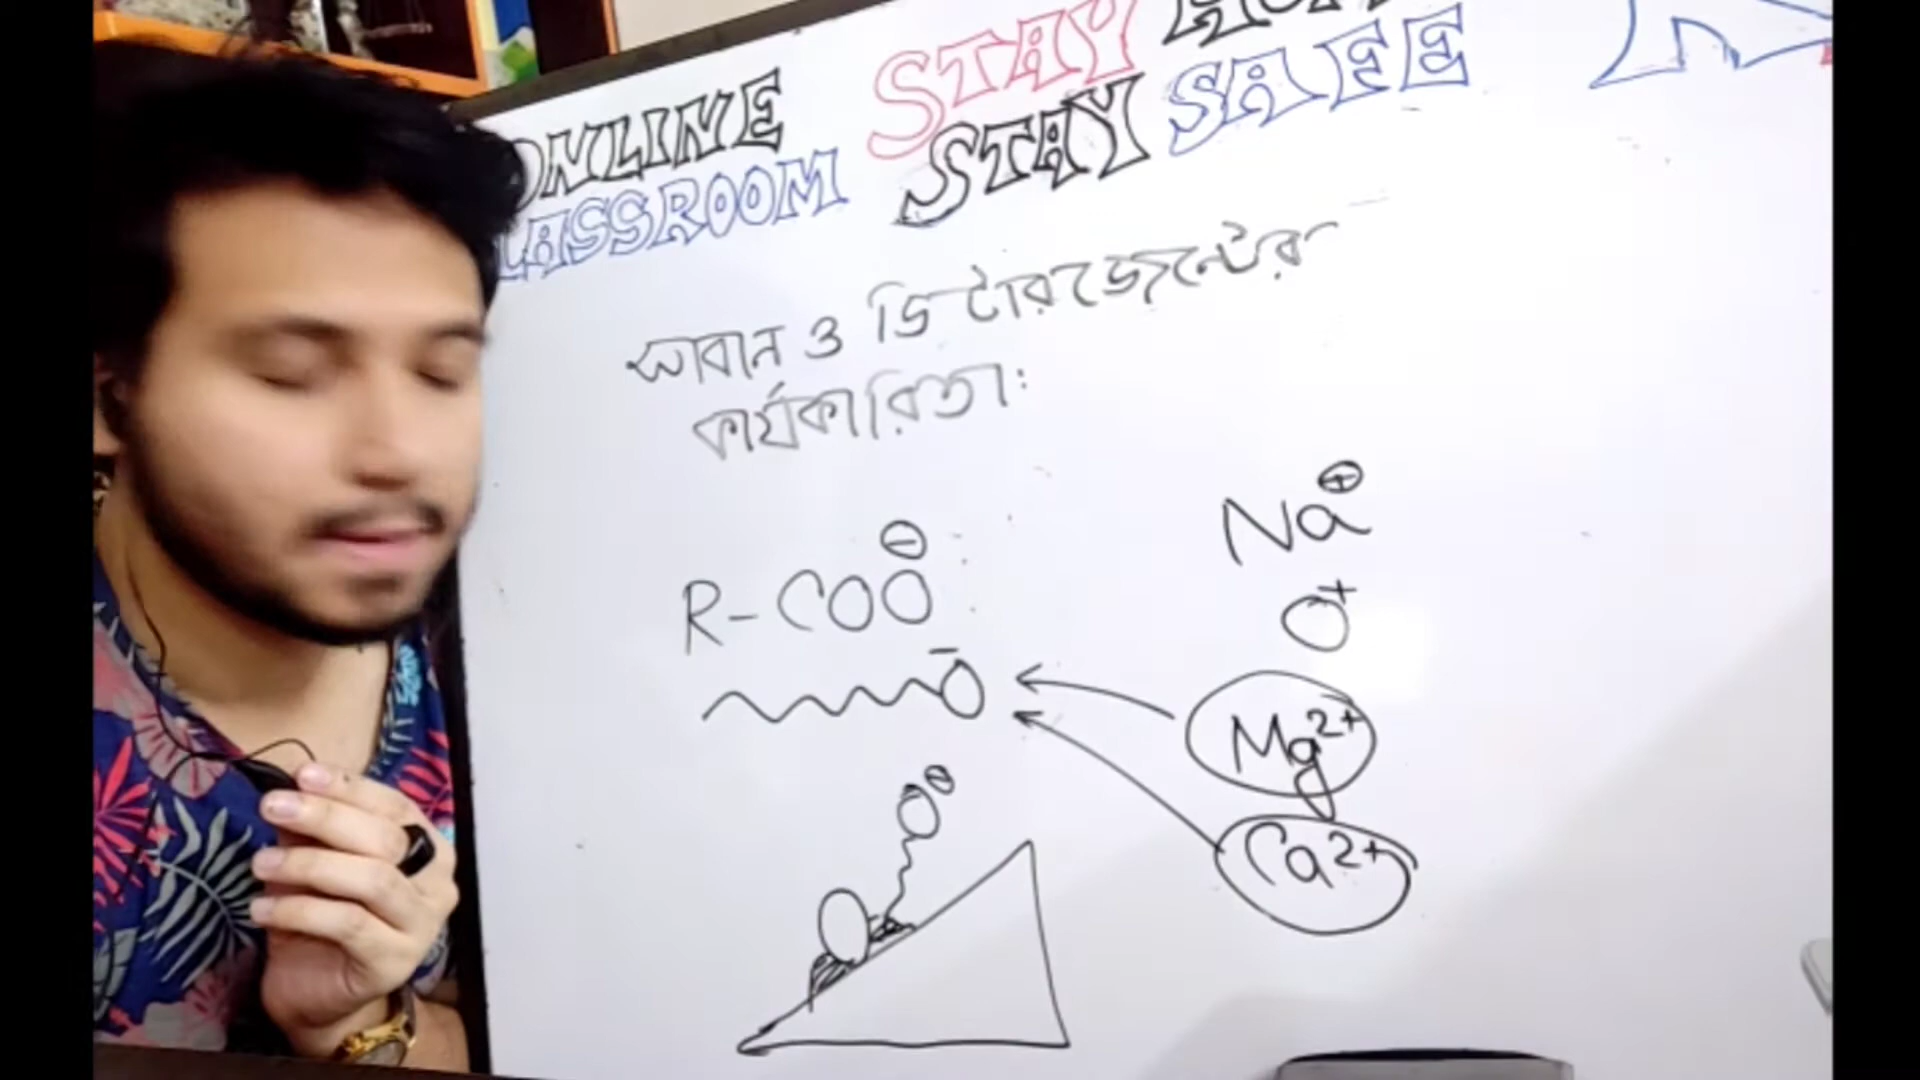 ONLINE
CLASSROOM
STAY
STAY SAFE
সাবান ও ডিটারজেন্টের
কার্যকারিতা:
R-COO⊖
Na⊕
O+
O-
Mg2+
O⊖
Ca2+